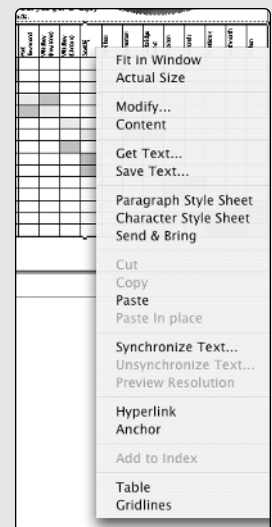 Fit in Window
Actual Size
Modify...
Content
Get Text...
Save Text...
Paragraph Style Sheet
Character Style Sheet
Send & Bring
Cut
Copy
Paste
Paste In place
Synchronize Text...
Unsynchronize Text...
Preview Resolution
Hyperlink
Anchor
Add to Index
Table
Gridlines